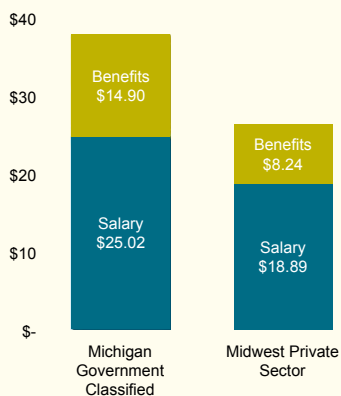 $40
$30
$20
$10
$-
Benefits
$14.90
Salary
$25.02
Benefits
$8.24
Salary
$18.89
Michigan
Government
Classified
Midwest Private
Sector